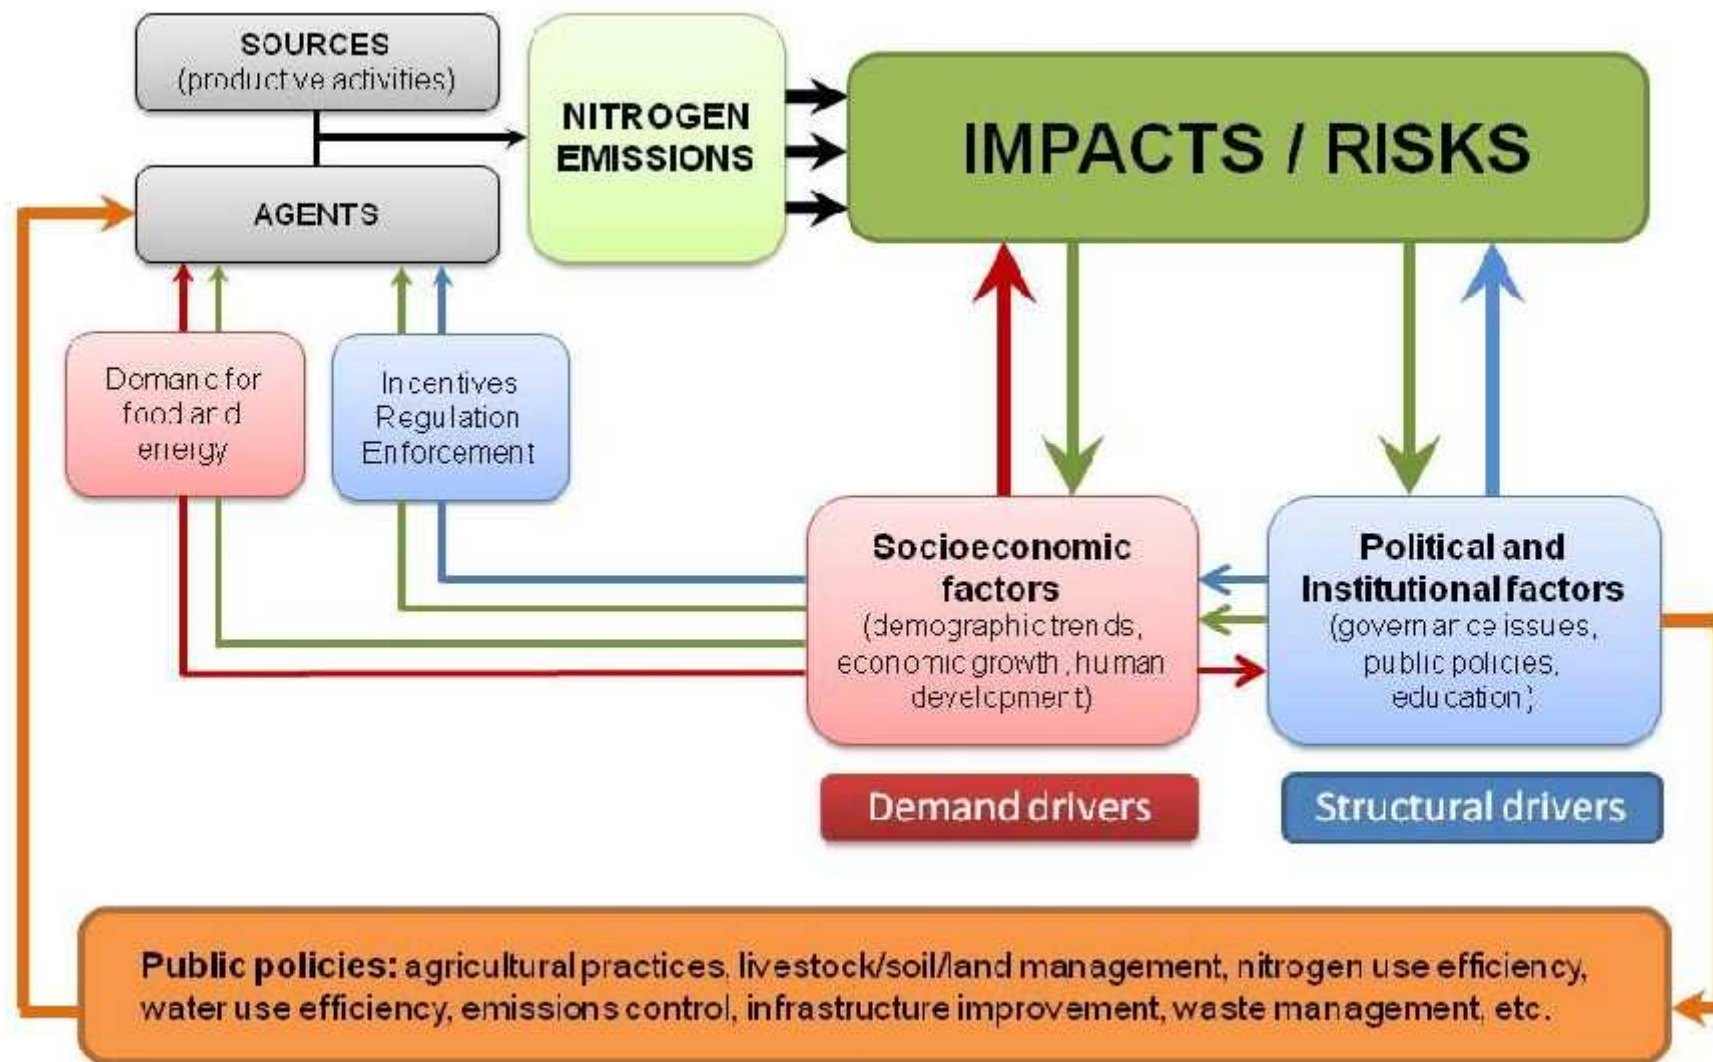 SOURCES
(productive activities)
NITROGEN
EMISSIONS
IMPACTS / RISKS
AGENTS
Demand for
food and
energy
Incentives
Regulation
Enforcement
Socioeconomic
factors
(demographic trends,
economic growth, human
development)
Political and
Institutional factors
(governance issues,
public policies,
education)
Demand drivers
Structural drivers
Public policies: agricultural practices, livestock/soil/land management, nitrogen use efficiency,
water use efficiency, emissions control, infrastructure improvement, waste management, etc.